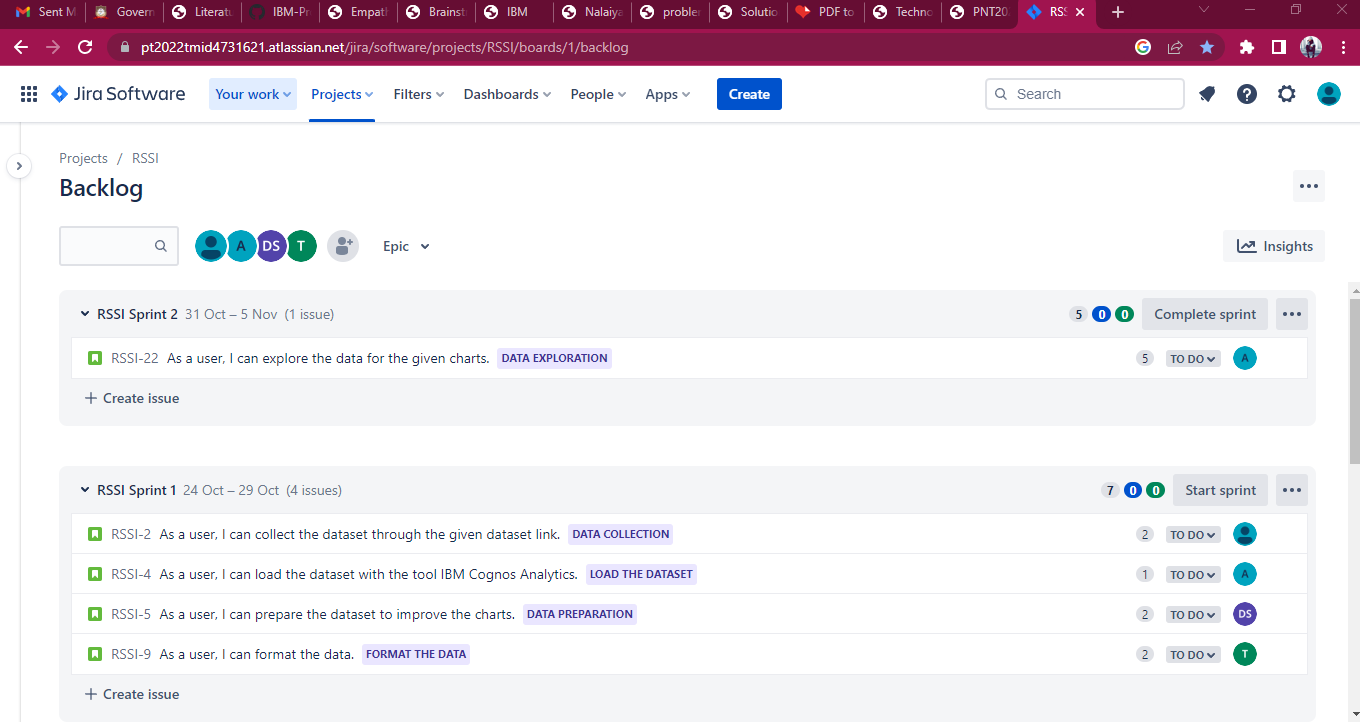 Sent M Govern Literatu IBM-Pr Empath Brainst IBM Nalaiya probler Solutio PDF to Techno PNT20 RSS
pt2022tmid4731621.atlassian.net/jira/software/projects/RSSI/boards/1/backlog
Jira Software Your work Projects Filters Dashboards People Apps Create Search
Projects / RSSI
Backlog
A DS T Epic Insights
RSSI Sprint 2 31 Oct – 5 Nov (1 issue) 5 0 0 Complete sprint
RSSI-22 As a user, I can explore the data for the given charts. DATA EXPLORATION 5 TO DO A
+ Create issue
RSSI Sprint 1 24 Oct – 29 Oct (4 issues) 7 0 0 Start sprint
RSSI-2 As a user, I can collect the dataset through the given dataset link. DATA COLLECTION 2 TO DO
RSSI-4 As a user, I can load the dataset with the tool IBM Cognos Analytics. LOAD THE DATASET 1 TO DO A
RSSI-5 As a user, I can prepare the dataset to improve the charts. DATA PREPARATION 2 TO DO DS
RSSI-9 As a user, I can format the data. FORMAT THE DATA 2 TO DO T
+ Create issue